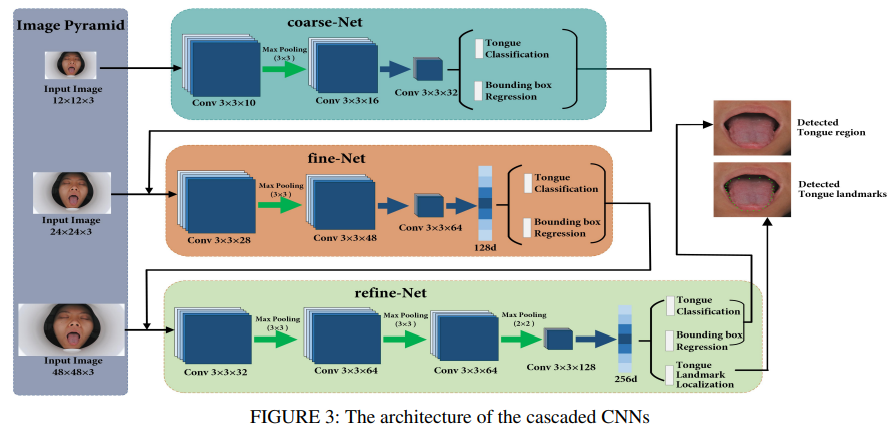 Image Pyramid
Input Image
12×12×3
Input Image
24×24×3
Input Image
48×48×3
coarse-Net
Conv 3×3×10
Max Pooling
(3×3)
Conv 3×3×16
Conv 3×3×32
Tongue
Classification
Bounding box
Regression
fine-Net
Conv 3×3×28
Max Pooling
(3×3)
Conv 3×3×48
Conv 3×3×64
128d
Tongue
Classification
Bounding box
Regression
refine-Net
Conv 3×3×32
Max Pooling
(3×3)
Conv 3×3×64
Max Pooling
(3×3)
Conv 3×3×64
Max Pooling
(2×2)
Conv 3×3×128
256d
Tongue
Classification
Bounding box
Regression
Tongue
Landmark
Localization
Detected
Tongue region
Detected
Tongue landmarks
FIGURE 3: The architecture of the cascaded CNNs